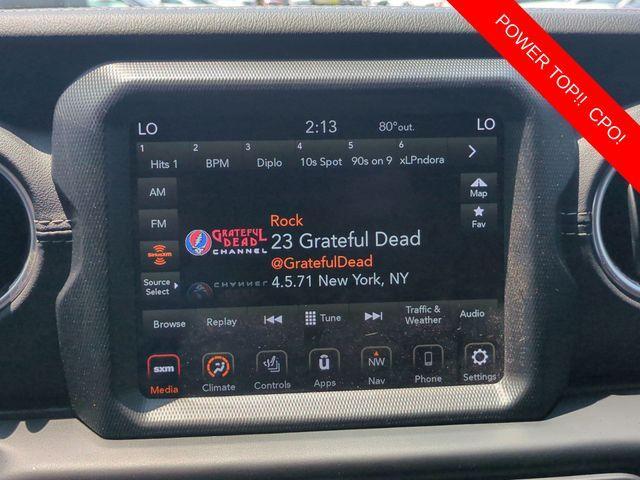 POWER TOP!! CPO!
LO 2:13 80°out. LO
1 2 3 4 5 6
Hits 1 BPM Diplo 10s Spot 90s on 9 xLPndora
AM
Map
FM
Fav
SiriusXM
Source
Select
Rock
GRATEFUL
DEAD
CHANNEL
23 Grateful Dead
@GratefulDead
4.5.71 New York, NY
CHANNEL
Browse Replay Tune Traffic & Audio
Weather
sxm u NW
Media Climate Controls Apps Nav Phone Settings